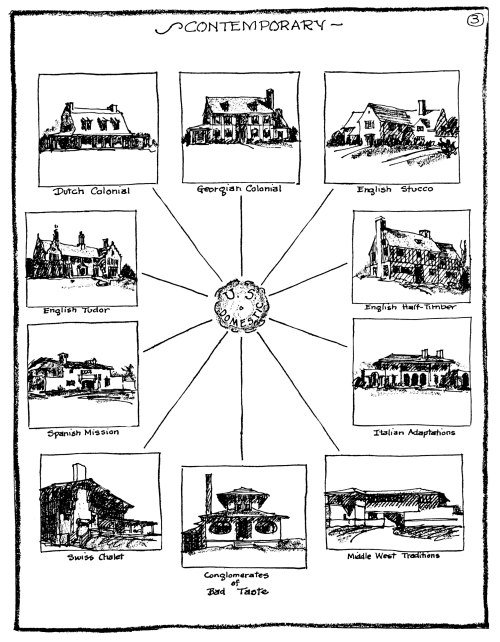 CONTEMPORARY
3
Dutch Colonial
Georgian Colonial
English Stucco
English Tudor
U.S.
DOMESTIC
English Half-Timber
Spanish Mission
Italian Adaptations
Swiss Chalet
Conglomerates
of
Bad Taste
Middle West Traditions